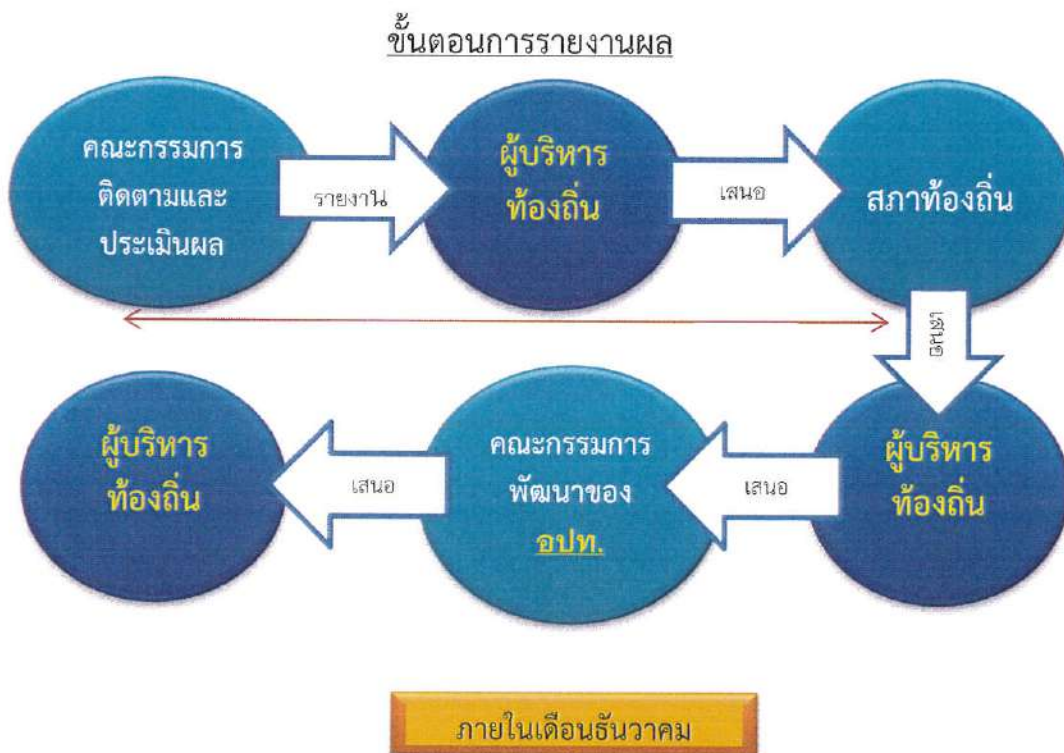 ขั้นตอนการรายงานผล
คณะกรรมการ
ติดตามและ
ประเมินผล
รายงาน
ผู้บริหาร
ท้องถิ่น
เสนอ
สภาท้องถิ่น
เสนอ
ผู้บริหาร
ท้องถิ่น
เสนอ
คณะกรรมการ
พัฒนาของ
อปท.
เสนอ
ผู้บริหาร
ท้องถิ่น
ภายในเดือนธันวาคม